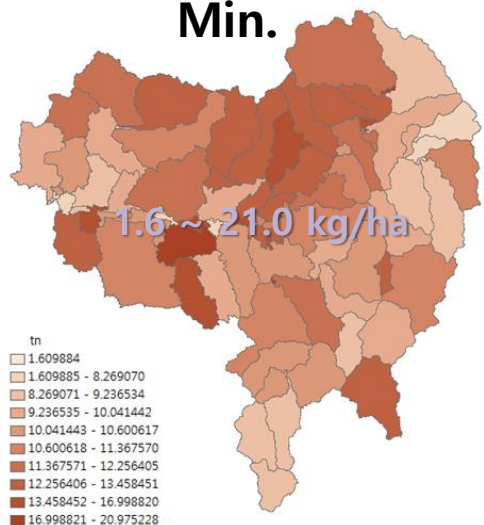 Min.
1.6 ~ 21.0 kg/ha
tn
1.609884
1.609885 - 8.269070
8.269071 - 9.236534
9.236535 - 10.041442
10.041443 - 10.600617
10.600618 - 11.367570
11.367571 - 12.256405
12.256406 - 13.458451
13.458452 - 16.998820
16.998821 - 20.975228